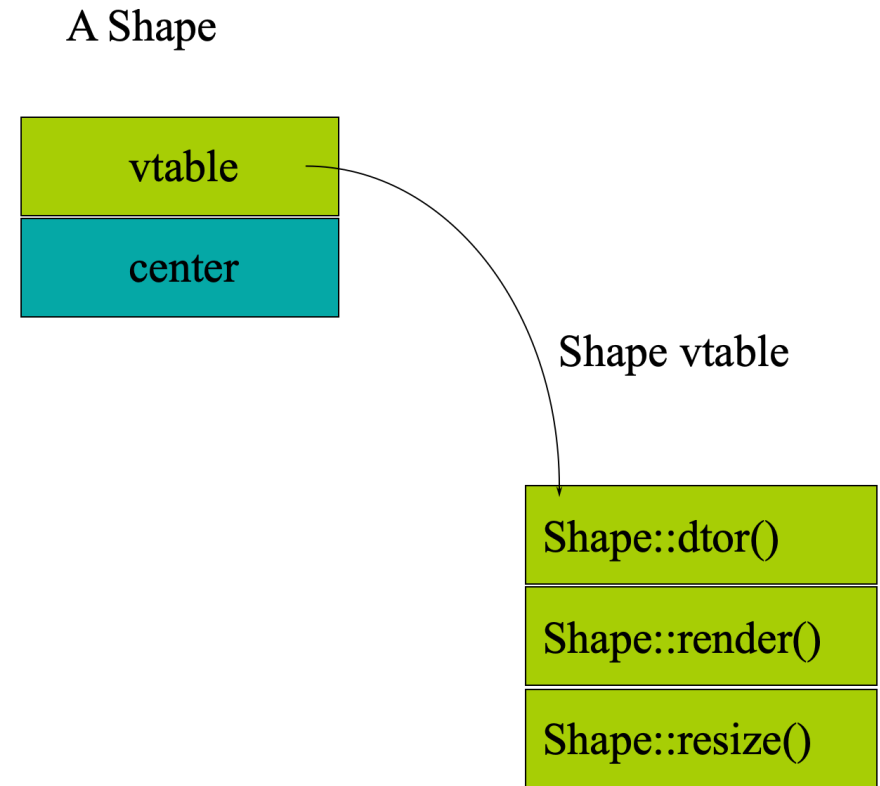 A Shape
vtable
center
Shape vtable
Shape::dtor()
Shape::render()
Shape::resize()